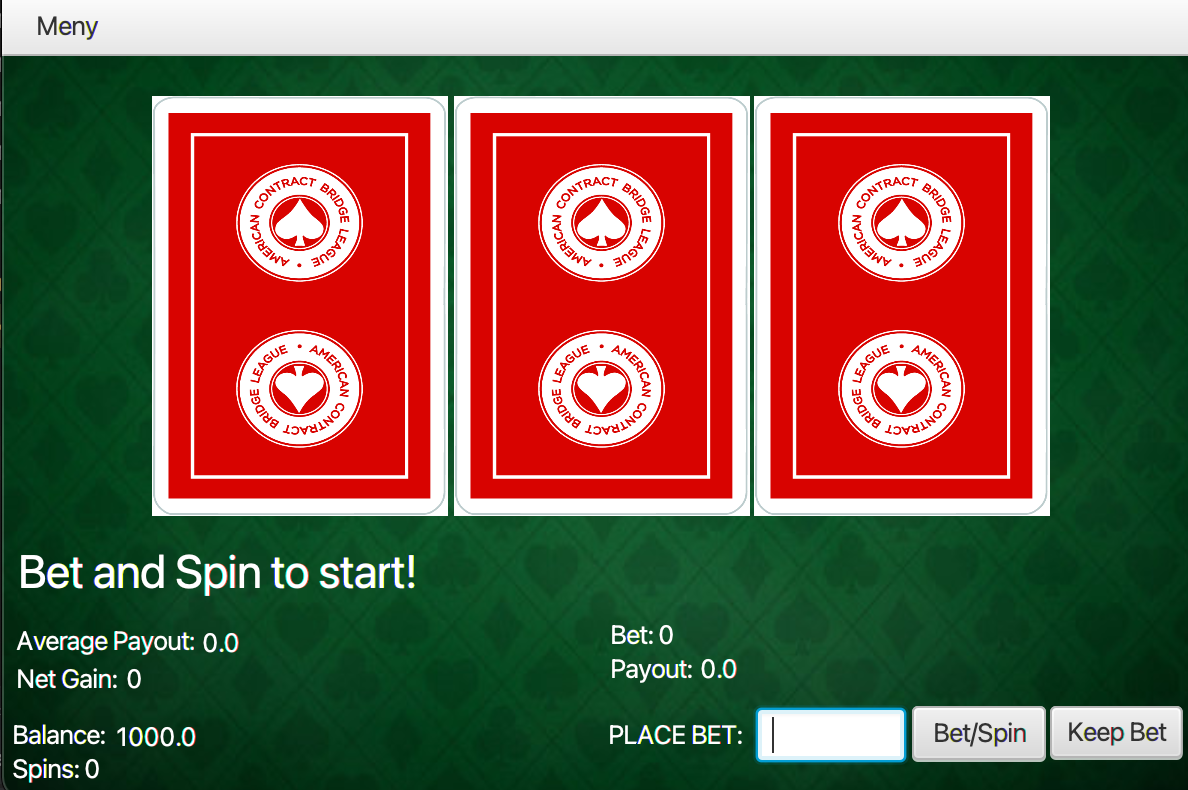 Meny
AMERICAN CONTRACT BRIDGE LEAGUE •
AMERICAN CONTRACT BRIDGE LEAGUE •
AMERICAN CONTRACT BRIDGE LEAGUE •
AMERICAN CONTRACT BRIDGE LEAGUE •
AMERICAN CONTRACT BRIDGE LEAGUE •
AMERICAN CONTRACT BRIDGE LEAGUE •
Bet and Spin to start!
Average Payout: 0.0
Net Gain: 0
Balance: 1000.0
Spins: 0
Bet: 0
Payout: 0.0
PLACE BET:
Bet/Spin
Keep Bet